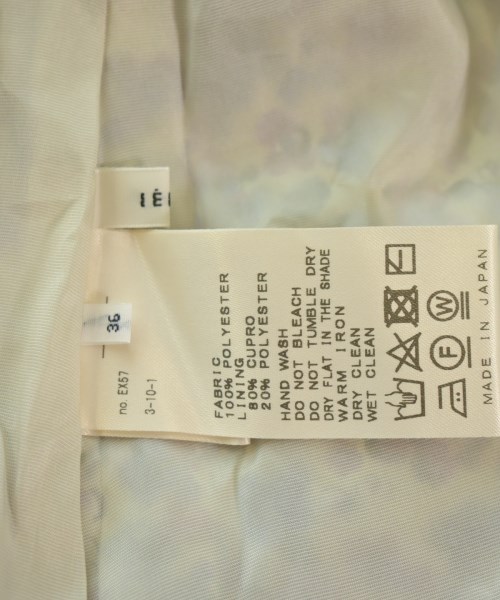 36
no. EX57
3-10-1
FABRIC
100% POLYESTER
LINING
80% CUPRO
20% POLYESTER
HAND WASH
DO NOT BLEACH
DO NOT TUMBLE DRY
DRY FLAT IN THE SHADE
WARM IRON
DRY CLEAN
WET CLEAN
F W
MADE IN JAPAN